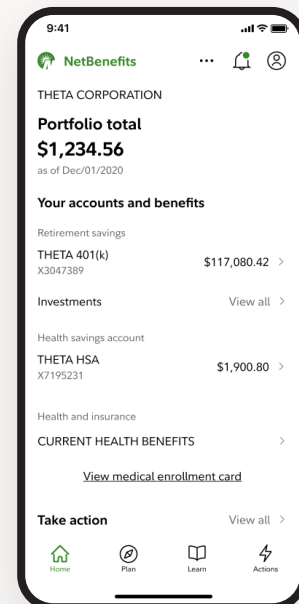 9:41
NetBenefits
THETA CORPORATION
Portfolio total
$1,234.56
as of Dec/01/2020
Your accounts and benefits
Retirement savings
THETA 401(k)
$117,080.42
X3047389
Investments
View all
Health savings account
THETA HSA
$1,900.80
X7195231
Health and insurance
CURRENT HEALTH BENEFITS
View medical enrollment card
Take action
View all
Home
Plan
Learn
Actions